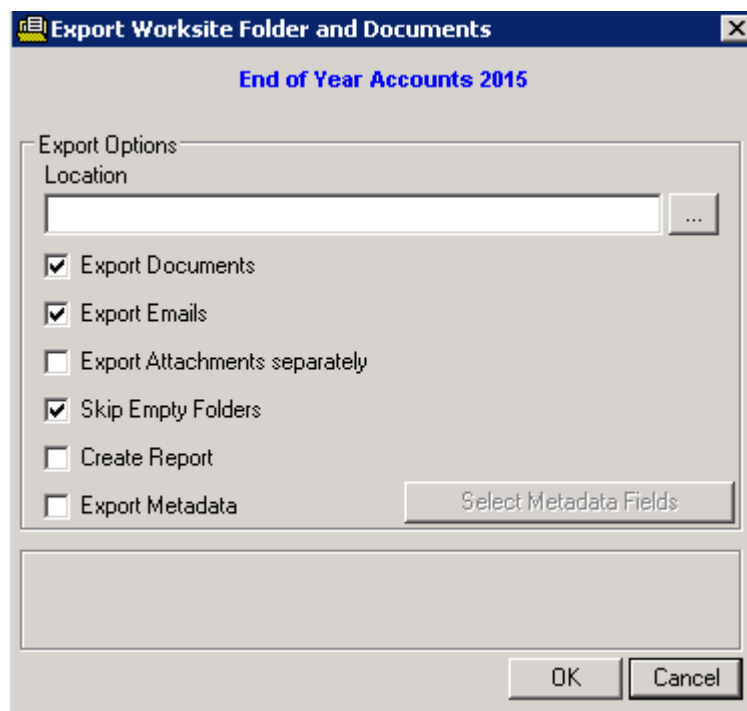 Export Worksite Folder and Documents
End of Year Accounts 2015
Export Options
Location
...
Export Documents
Export Emails
Export Attachments separately
Skip Empty Folders
Create Report
Export Metadata
Select Metadata Fields
OK
Cancel